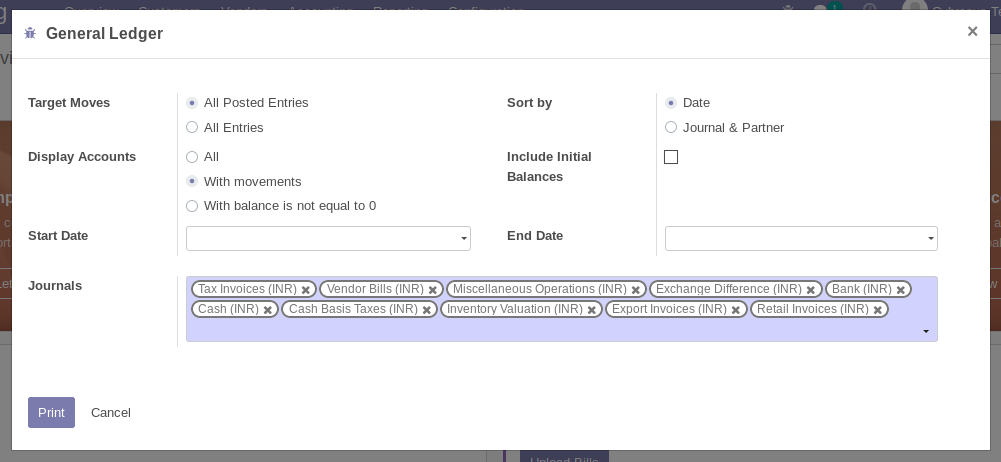 General Ledger ×
Target Moves
All Posted Entries
All Entries
Sort by
Date
Journal & Partner
Display Accounts
All
With movements
With balance is not equal to 0
Include Initial
Balances
Start Date
End Date
Journals
Tax Invoices (INR) Vendor Bills (INR) Miscellaneous Operations (INR) Exchange Difference (INR) Bank (INR)
Cash (INR) Cash Basis Taxes (INR) Inventory Valuation (INR) Export Invoices (INR) Retail Invoices (INR)
Print Cancel
Upload Bills